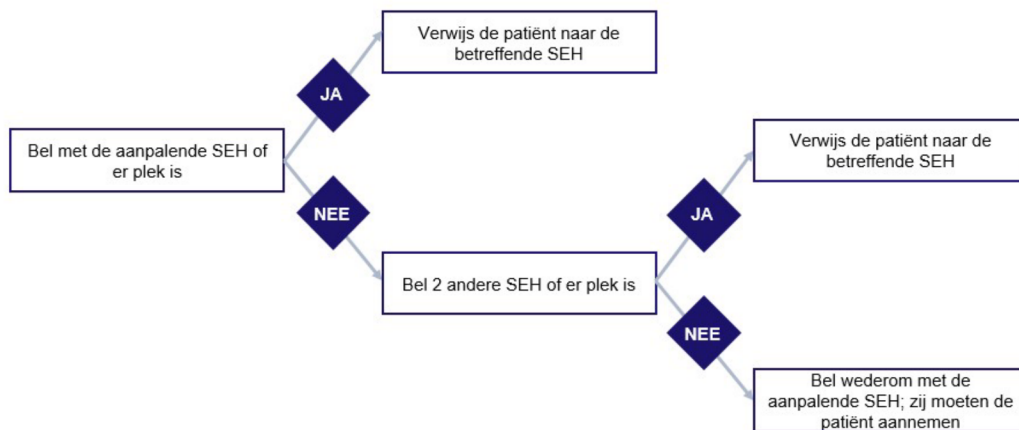 Verwijs de patiënt naar de
betreffende SEH
JA
Bel met de aanpalende SEH of
er plek is
NEE
Verwijs de patiënt naar de
betreffende SEH
JA
Bel 2 andere SEH of er plek is
NEE
Bel wederom met de
aanpalende SEH; zij moeten de
patiënt aannemen